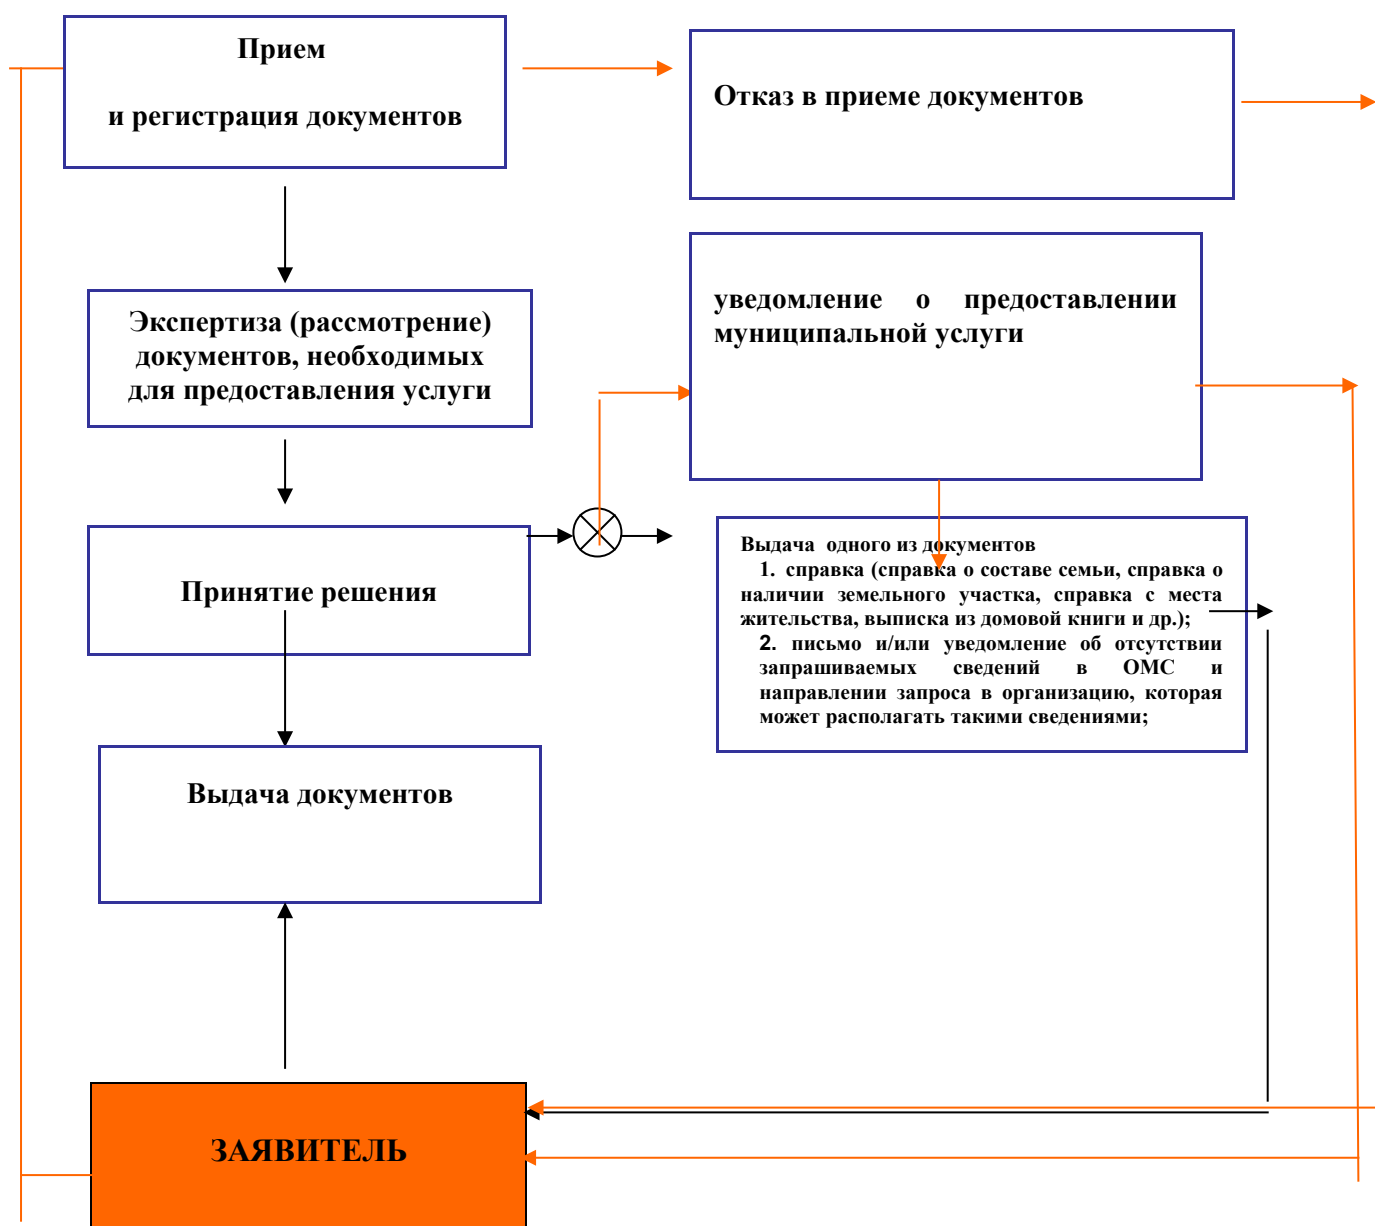 Прием
и регистрация документов
Отказ в приеме документов
уведомление о предоставлении
муниципальной услуги
Экспертиза (рассмотрение)
документов, необходимых
для предоставления услуги
Принятие решения
Выдача одного из документов
1. справка (справка о составе семьи, справка о
наличии земельного участка, справка с места
жительства, выписка из домовой книги и др.);
2. письмо и/или уведомление об отсутствии
запрашиваемых сведений в ОМС и
направлении запроса в организацию, которая
может располагать такими сведениями;
Выдача документов
ЗАЯВИТЕЛЬ